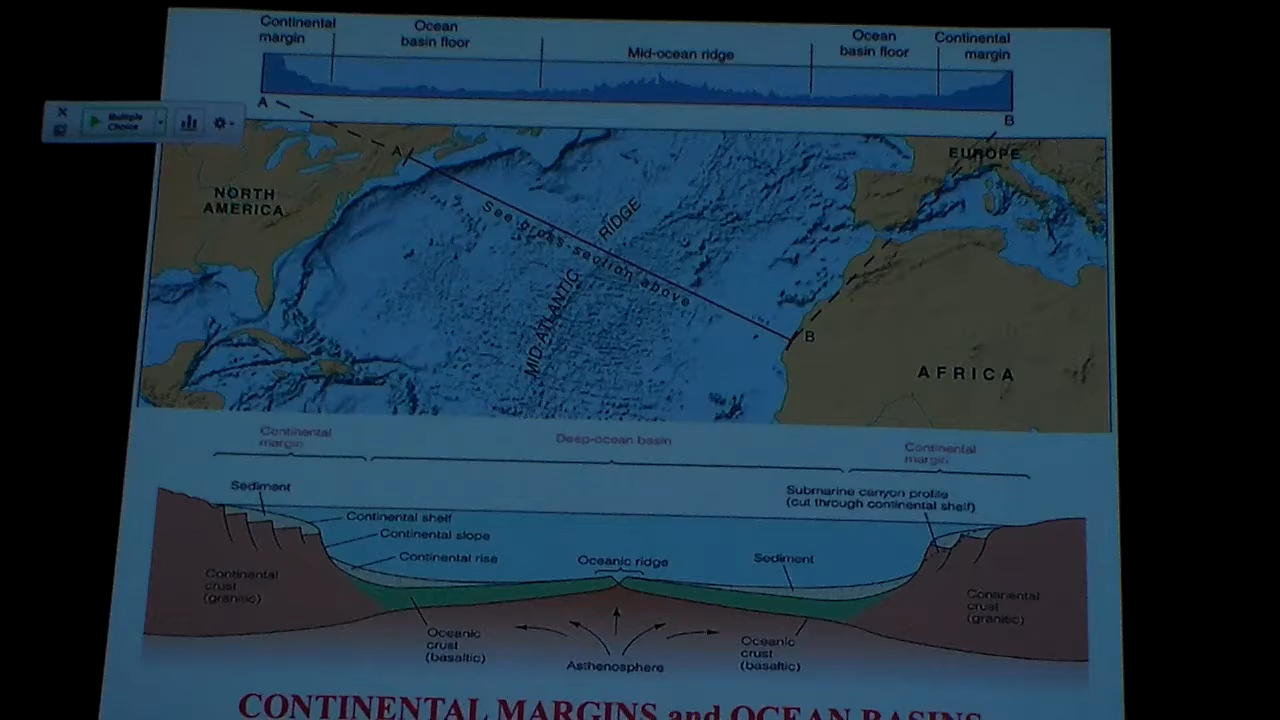 Continental
margin
Ocean
basin floor
Mid-ocean ridge
Ocean
basin floor
Continental
margin
A
B
Multiple
Choice
A
EUROPE
NORTH
AMERICA
RIDGE
See cross-section above
MID-ATLANTIC
B
AFRICA
Continental
margin
Deep-ocean basin
Continental
margin
Sediment
Submarine canyon profile
(cut through continental shelf)
Continental shelf
Continental slope
Continental rise
Oceanic ridge
Sediment
Continental
crust
(granitic)
Continental
crust
(granitic)
Oceanic
crust
(basaltic)
Asthenosphere
Oceanic
crust
(basaltic)
CONTINENTAL MARGINS and OCEAN BASINS